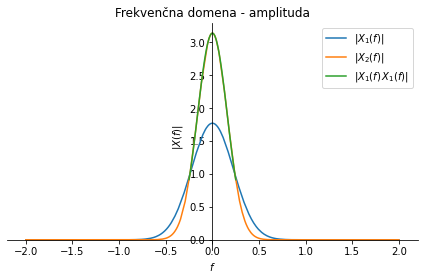 Frekvenčna domena - amplituda
|X₁(f)|
|X₂(f)|
|X₁(f)X₁(f)|
|X(f)|
3.0
2.5
2.0
1.5
1.0
0.5
0.0
−2.0 −1.5 −1.0 −0.5 0.0 0.5 1.0 1.5 2.0
f